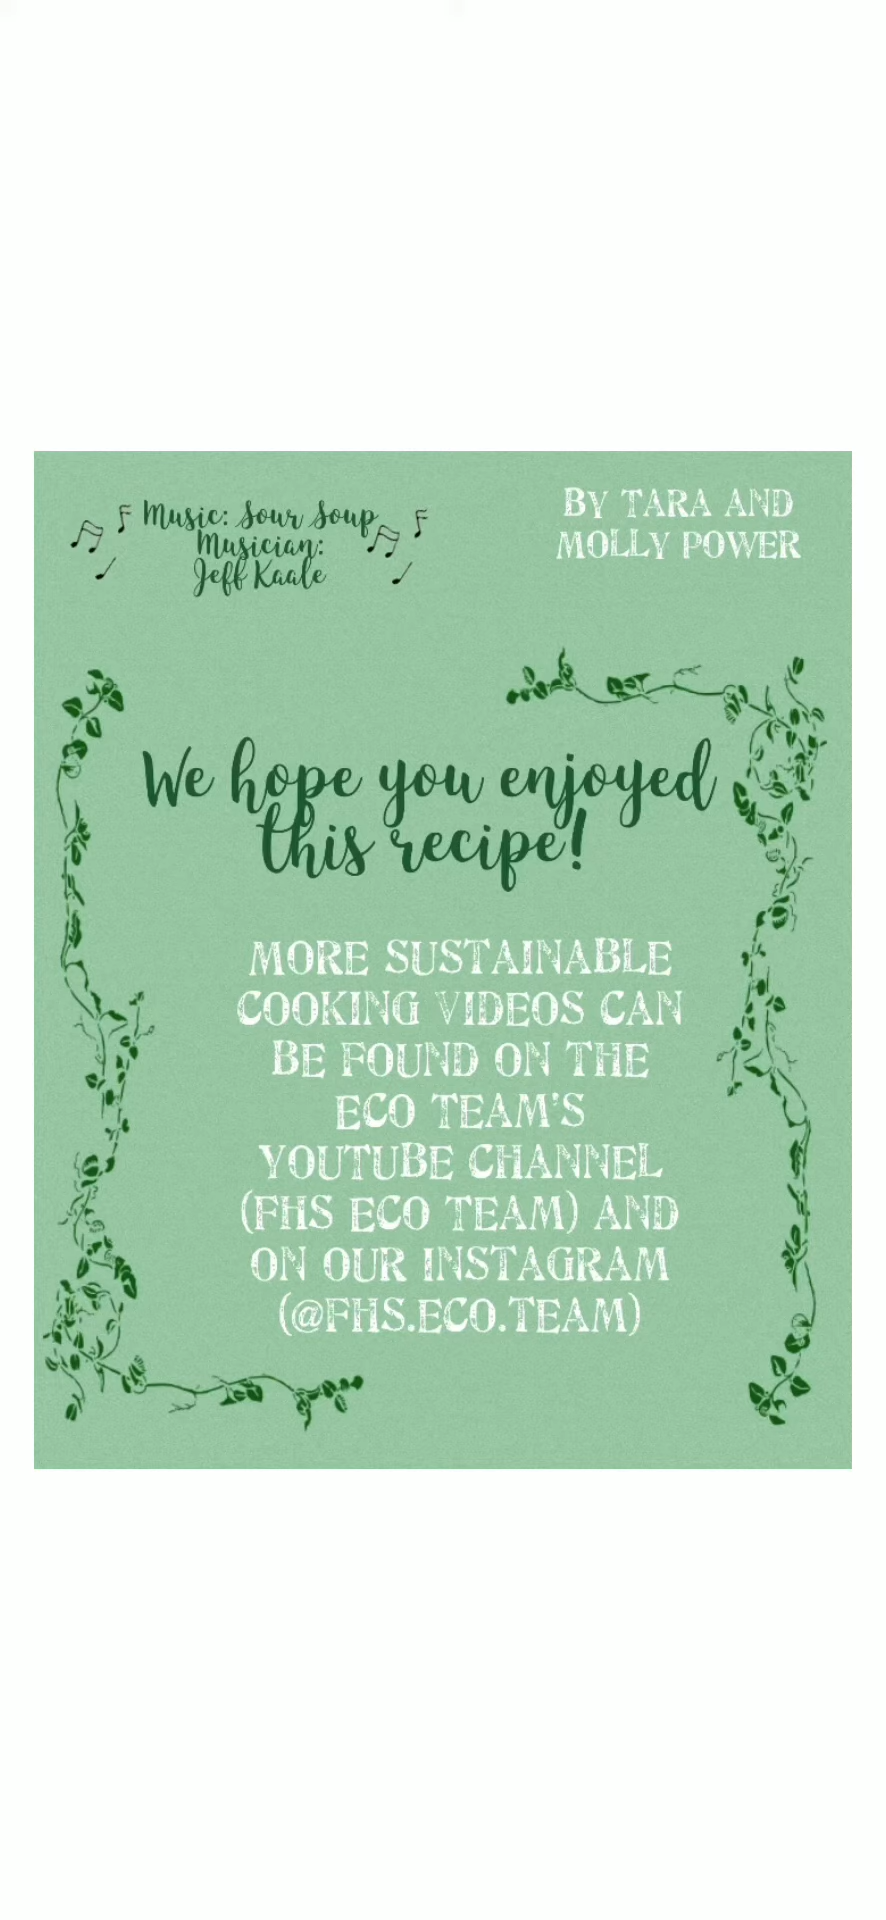 Music: Sour Soup
Musician:
Jeff Kaale
BY TARA AND
MOLLY POWER
We hope you enjoyed
this recipe!
MORE SUSTAINABLE
COOKING VIDEOS CAN
BE FOUND ON THE
ECO TEAM'S
YOUTUBE CHANNEL
(FHS ECO TEAM) AND
ON OUR INSTAGRAM
(@FHS.ECO.TEAM)